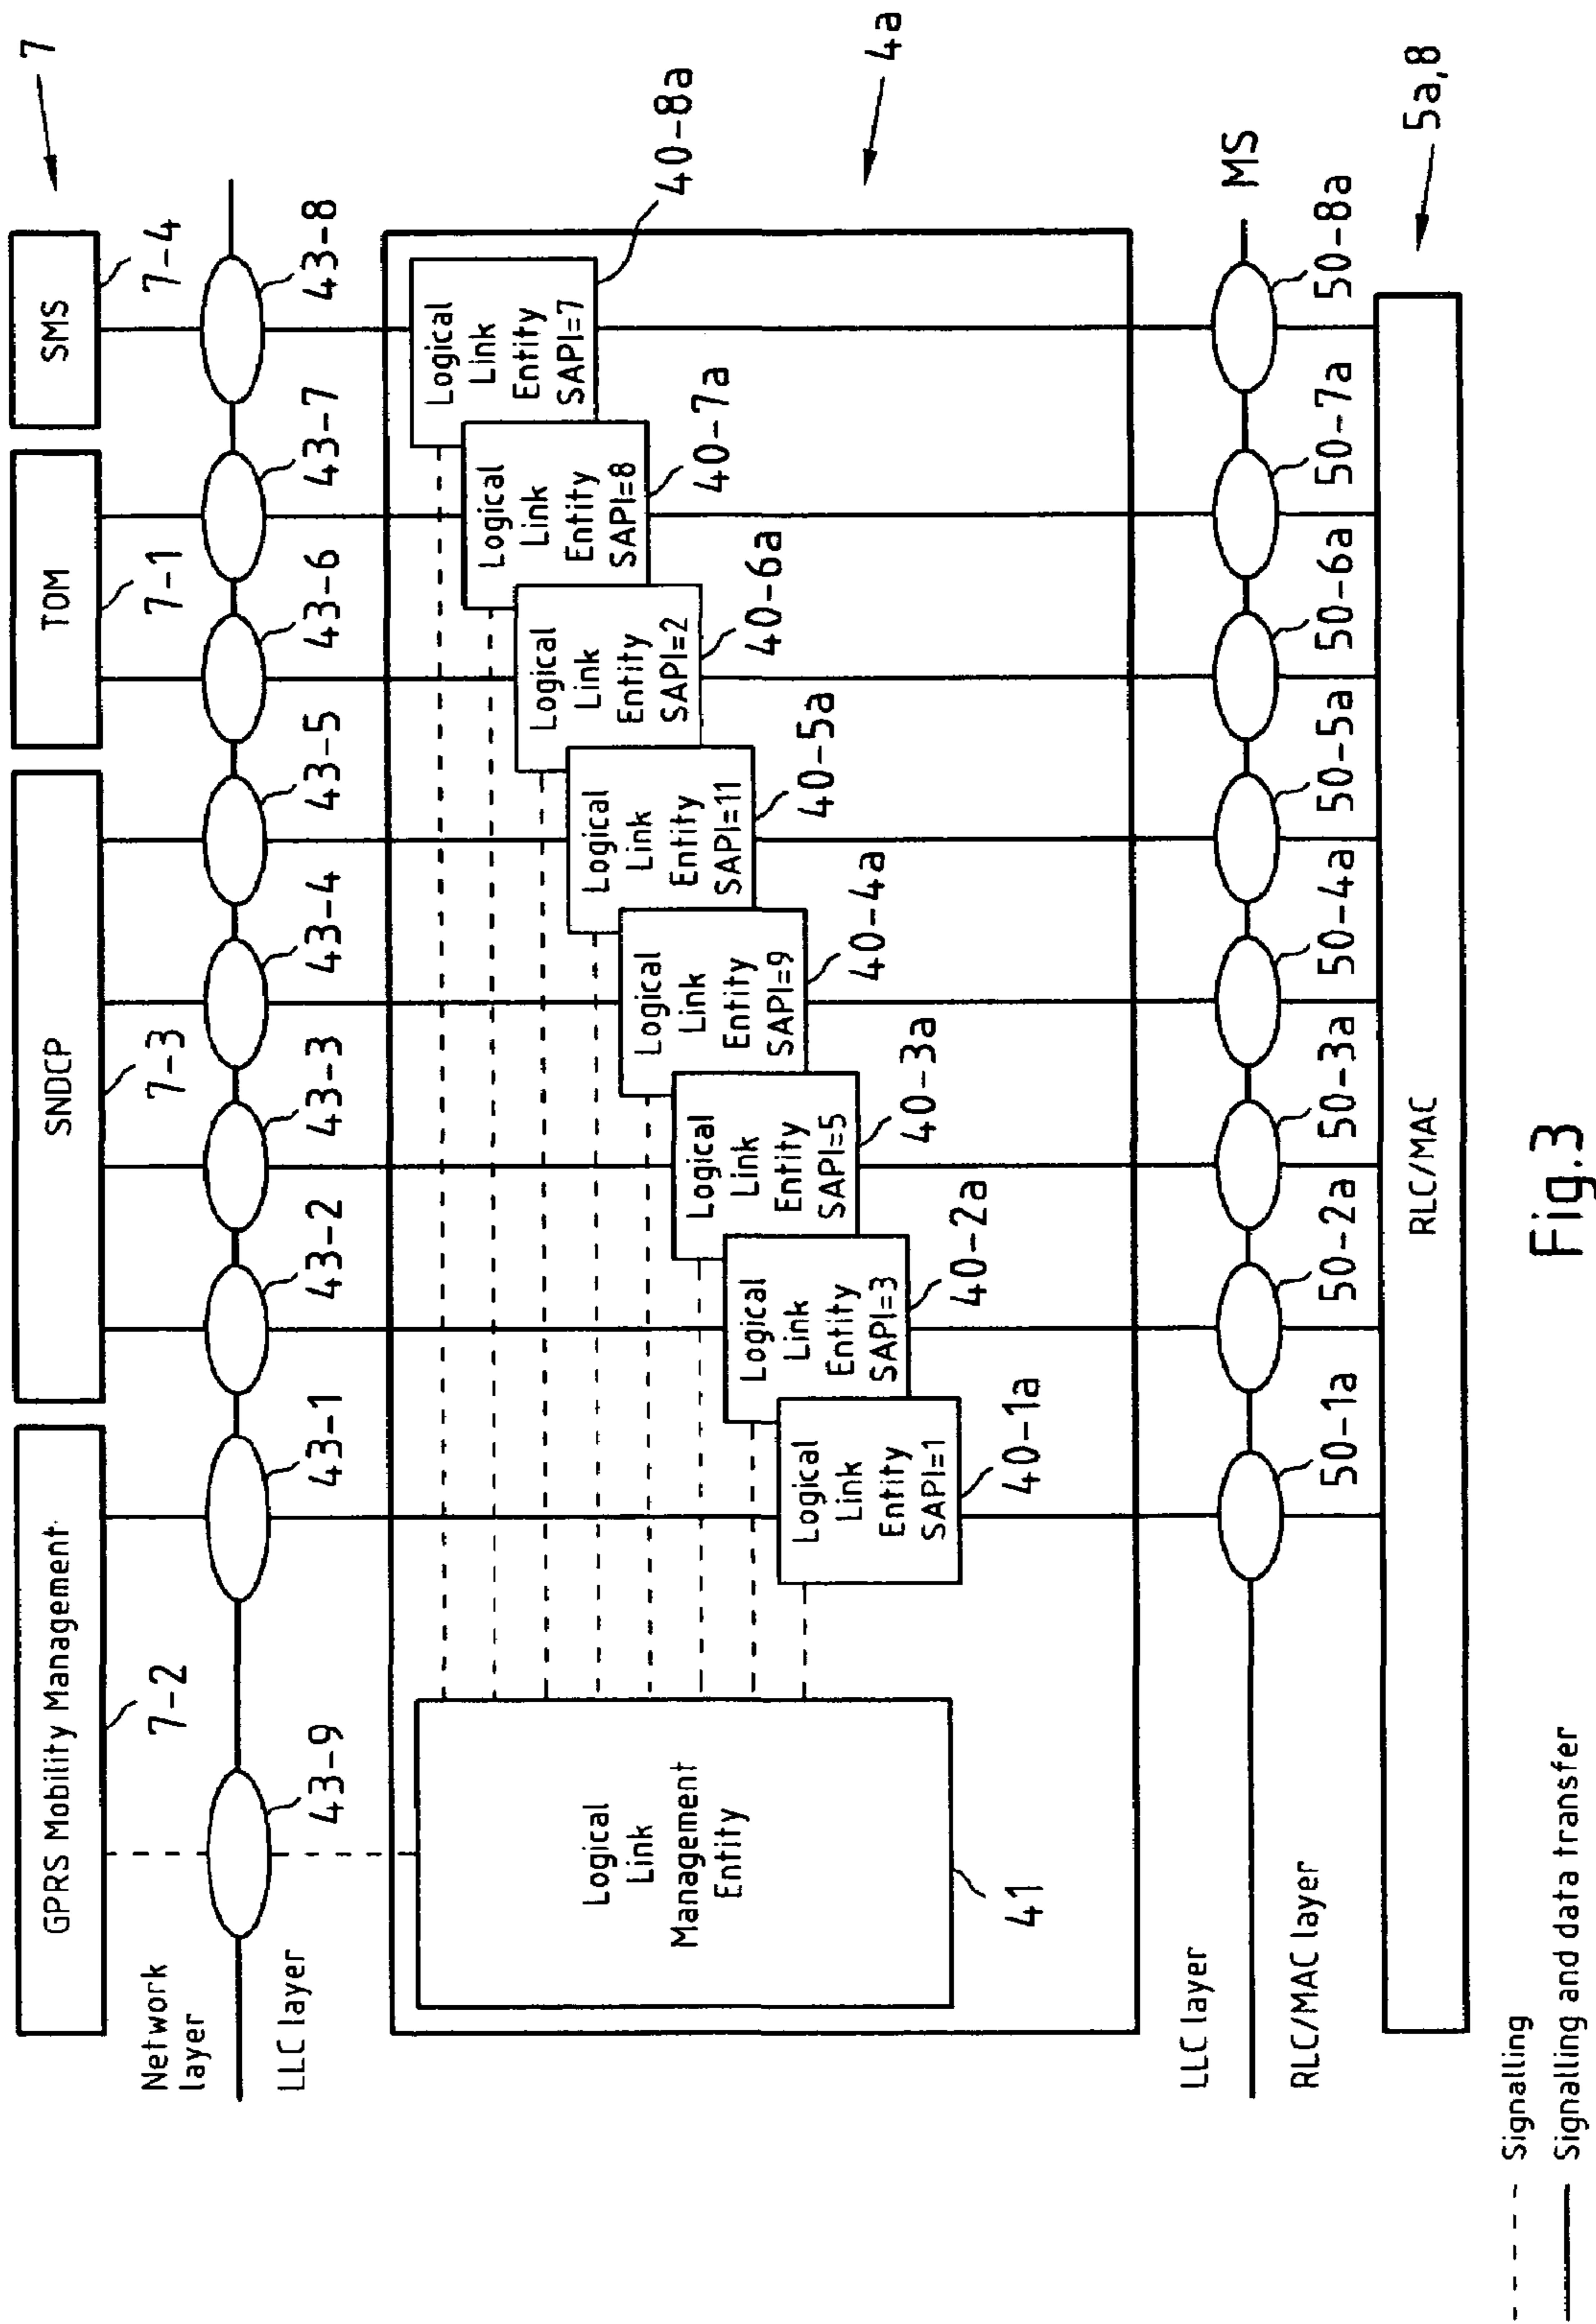 7
GPRS Mobility Management
SNDCP
TOM
SMS
7-2
7-3
7-1
7-4
Network
layer
LLC layer
43-9
43-1
43-2
43-3
43-4
43-5
43-6
43-7
43-8
Logical
Link
Management
Entity
41
Logical
Link
Entity
SAPI=1
40-1a
Logical
Link
Entity
SAPI=3
40-2a
Logical
Link
Entity
SAPI=5
40-3a
Logical
Link
Entity
SAPI=9
40-4a
Logical
Link
Entity
SAPI=11
40-5a
Logical
Link
Entity
SAPI=2
40-6a
Logical
Link
Entity
SAPI=8
40-7a
Logical
Link
Entity
SAPI=7
40-8a
4a
LLC layer
MS
RLC/MAC layer
50-1a
50-2a
50-3a
50-4a
50-5a
50-6a
50-7a
50-8a
RLC/MAC
5a,8
Signalling
Signalling and data transfer
Fig.3